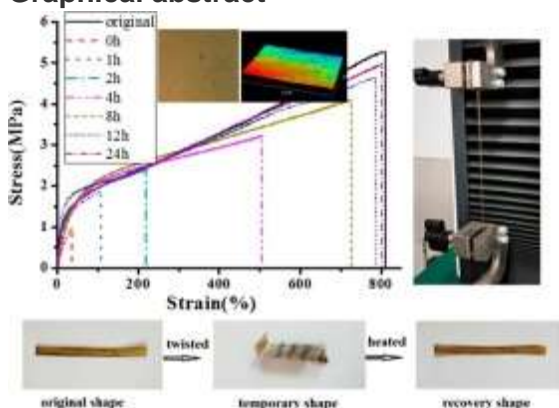 Graphical abstract
original
0h
1h
2h
4h
8h
12h
24h
Stress(MPa)
6
5
4
3
2
1
0
0
200
400
600
800
Strain(%)
twisted
heated
original shape
temporary shape
recovery shape